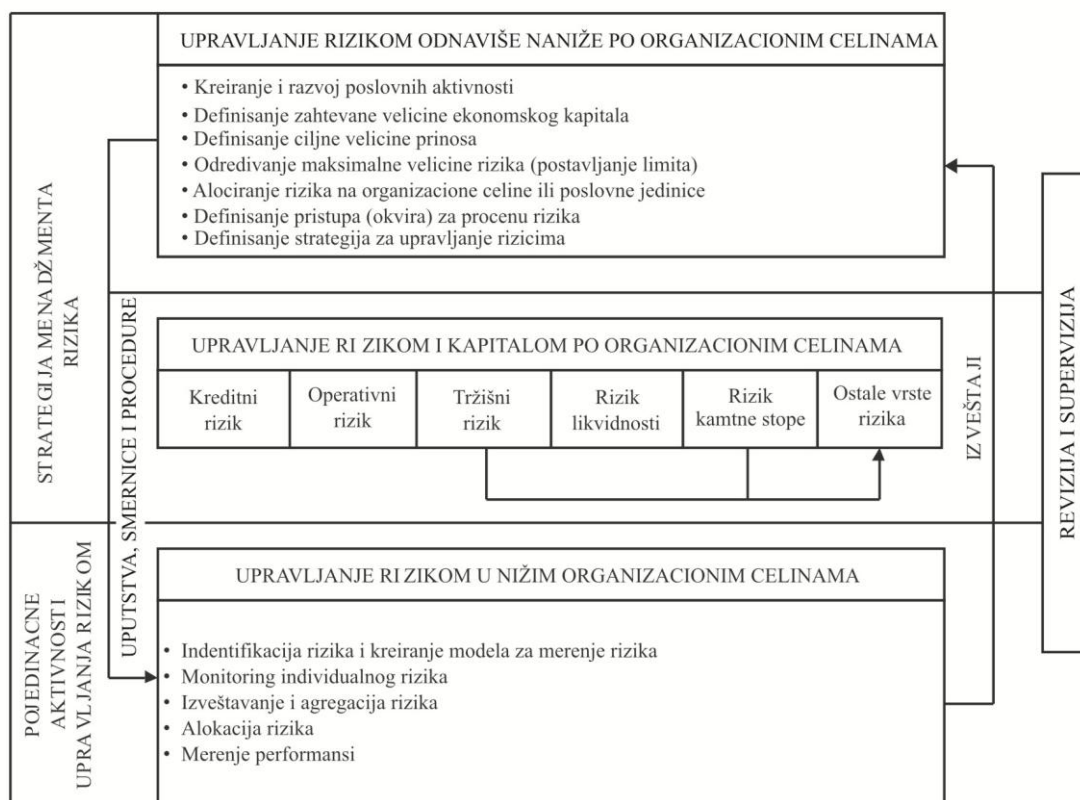 UPRAVLJANJE RIZIKOM ODNAVIŠE NANIŽE PO ORGANIZACIONIM CELINAMA
• Kreiranje i razvoj poslovnih aktivnosti
• Definisanje zahtevane velicine ekonomskog kapitala
• Definisanje ciljne velicine prinosa
• Odredivanje maksimalne velicine rizika (postavljanje limita)
• Alociranje rizika na organizacione celine ili poslovne jedinice
• Definisanje pristupa (okvira) za procenu rizika
• Definisanje strategija za upravljanje rizicima
STRATEGIJA MENADŽMENTA
RIZIKA
UPUTSTVA, SMERNICE I PROCEDURE
UPRAVLJANJE RI ZIKOM I KAPITALOM PO ORGANIZACIONIM CELINAMA
Kreditni
rizik
Operativni
rizik
Tržišni
rizik
Rizik
likvidnosti
Rizik
kamtne stope
Ostale vrste
rizika
IZVEŠTAJI
REVIZIJA I SUPERVIZIJA
POJEDINACNE
AKTIVNOSTI
UPRAVLJANJA RIZIKOM
UPRAVLJANJE RIZIKOM U NIŽIM ORGANIZACIONIM CELINAMA
• Indentifikacija rizika i kreiranje modela za merenje rizika
• Monitoring individualnog rizika
• Izveštavanje i agregacija rizika
• Alokacija rizika
• Merenje performansi